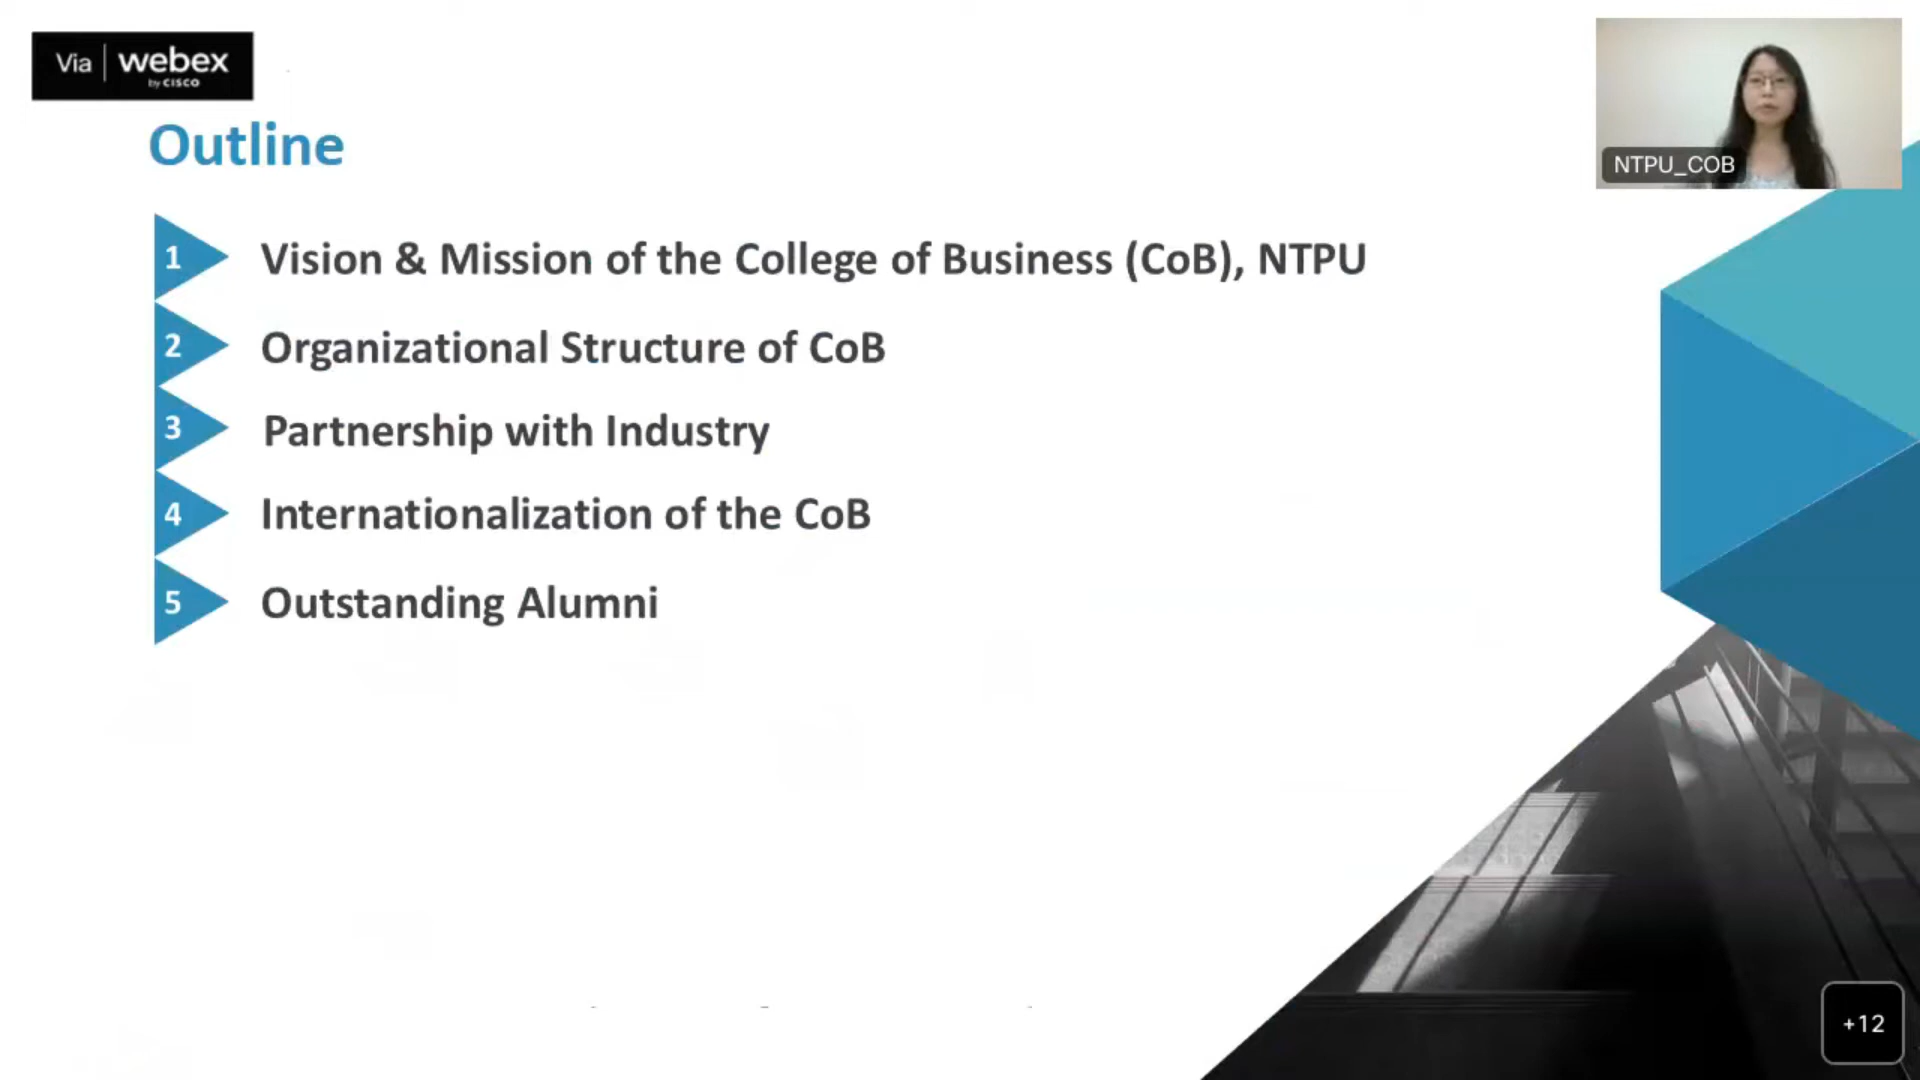 Via | webex
by CISCO
NTPU_COB
Outline
1 Vision & Mission of the College of Business (CoB), NTPU
2 Organizational Structure of CoB
3 Partnership with Industry
4 Internationalization of the CoB
5 Outstanding Alumni
+12